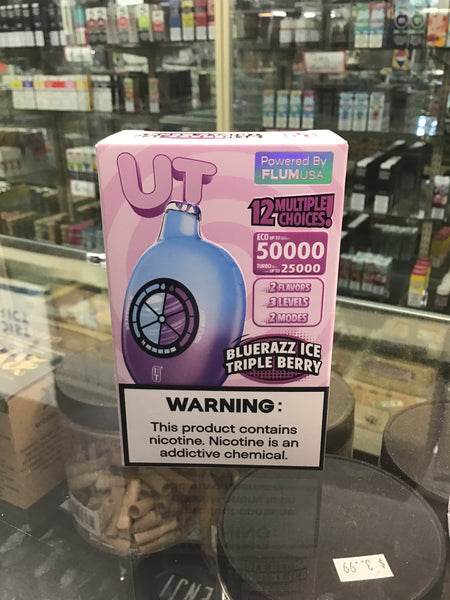 UT
Powered By
FLUMUSA
12 MULTIPLE
CHOICES!
ECO UP TO
50000
TURBO UP TO 25000
2 FLAVORS
3 LEVELS
2 MODES
BLUERAZZ ICE
TRIPLE BERRY
UT
WARNING:
This product contains
nicotine. Nicotine is an
addictive chemical.
$ 3.99